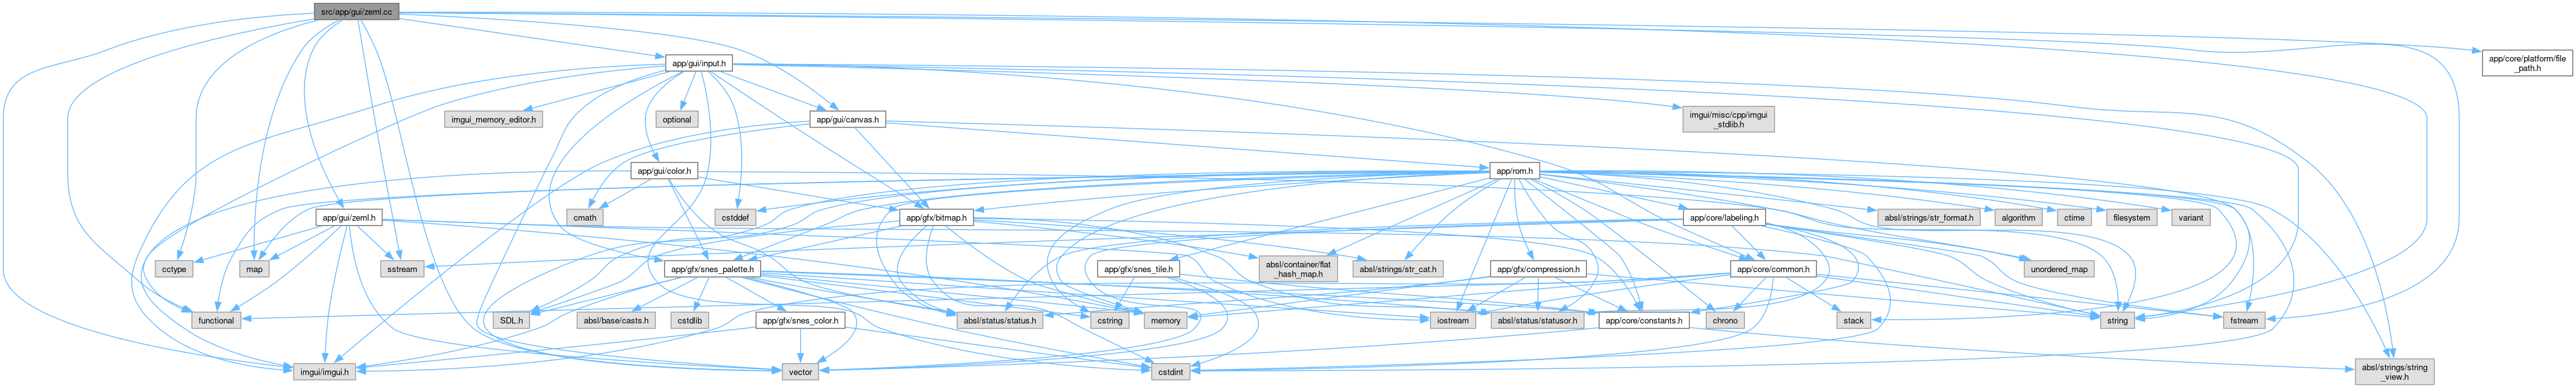 src/app/gui/zeml.cc
app/gui/input.h
app/core/platform/file
_path.h
imgui_memory_editor.h
optional
app/gui/canvas.h
imgui/misc/cpp/imgui
_stdlib.h
app/gui/color.h
app/rom.h
app/gui/zeml.h
cmath
cstddef
app/gfx/bitmap.h
app/core/labeling.h
absl/strings/str_format.h
algorithm
ctime
filesystem
variant
cctype
map
sstream
app/gfx/snes_palette.h
app/gfx/snes_tile.h
absl/container/flat
_hash_map.h
absl/strings/str_cat.h
app/gfx/compression.h
app/core/common.h
unordered_map
functional
SDL.h
absl/base/casts.h
cstdlib
app/gfx/snes_color.h
absl/status/status.h
cstring
memory
iostream
absl/status/statusor.h
app/core/constants.h
chrono
stack
string
fstream
imgui/imgui.h
vector
cstdint
absl/strings/string
_view.h